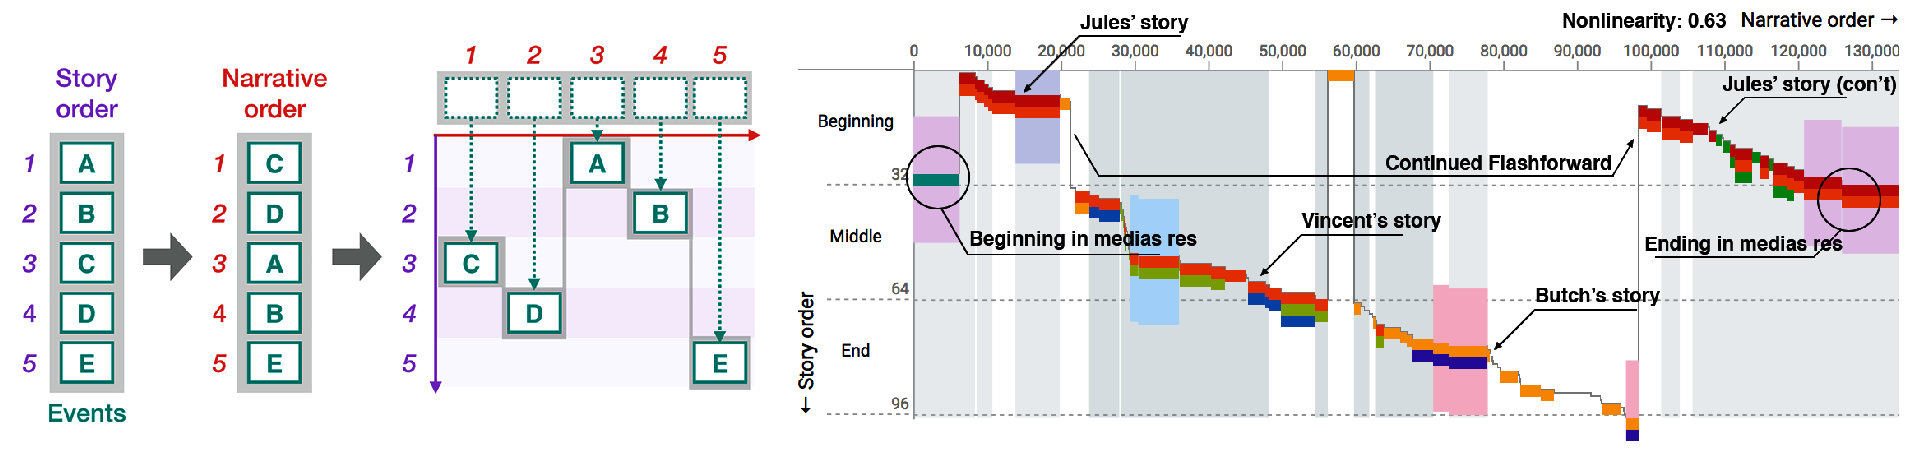 Story
order
1 A
2 B
3 C
4 D
5 E
Events
Narrative
order
1 C
2 D
3 A
4 B
5 E
1 2 3 4 5
1 A
2 B
3 C
4 D
5 E
Jules' story
Nonlinearity: 0.63 Narrative order →
0 10,000 20,000 30,000 40,000 50,000 60,000 70,000 80,000 90,000 100,000 110,000 120,000 130,000
Jules' story (con't)
Beginning
Continued Flashforward
32
Vincent's story
Middle
Beginning in medias res
Ending in medias res
64
Butch's story
End
96
← Story order